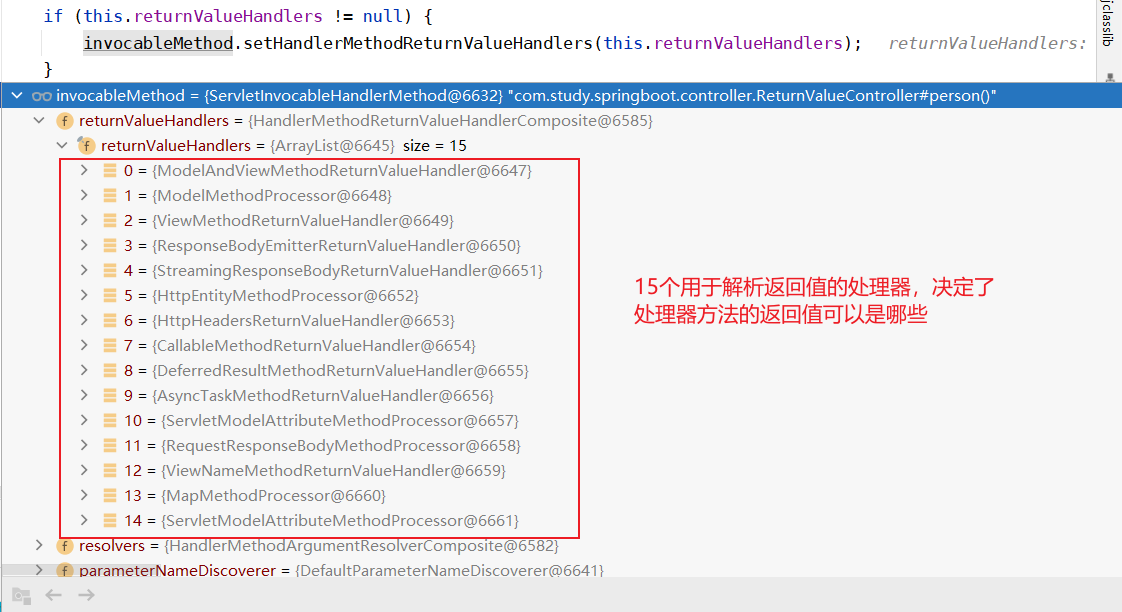 if (this.returnValueHandlers != null) {
invocableMethod.setHandlerMethodReturnValueHandlers(this.returnValueHandlers); returnValueHandlers:
}
jclasslib
invocableMethod = {ServletInvocableHandlerMethod@6632} "com.study.springboot.controller.ReturnValueController#person()"
f returnValueHandlers = {HandlerMethodReturnValueHandlerComposite@6585}
f returnValueHandlers = {ArrayList@6645} size = 15
0 = {ModelAndViewMethodReturnValueHandler@6647}
1 = {ModelMethodProcessor@6648}
2 = {ViewMethodReturnValueHandler@6649}
3 = {ResponseBodyEmitterReturnValueHandler@6650}
4 = {StreamingResponseBodyReturnValueHandler@6651}
5 = {HttpEntityMethodProcessor@6652}
6 = {HttpHeadersReturnValueHandler@6653}
7 = {CallableMethodReturnValueHandler@6654}
8 = {DeferredResultMethodReturnValueHandler@6655}
9 = {AsyncTaskMethodReturnValueHandler@6656}
10 = {ServletModelAttributeMethodProcessor@6657}
11 = {RequestResponseBodyMethodProcessor@6658}
12 = {ViewNameMethodReturnValueHandler@6659}
13 = {MapMethodProcessor@6660}
14 = {ServletModelAttributeMethodProcessor@6661}
15个用于解析返回值的处理器，决定了
处理器方法的返回值可以是哪些
f resolvers = {HandlerMethodArgumentResolverComposite@6582}
f parameterNameDiscoverer = {DefaultParameterNameDiscoverer@6641}